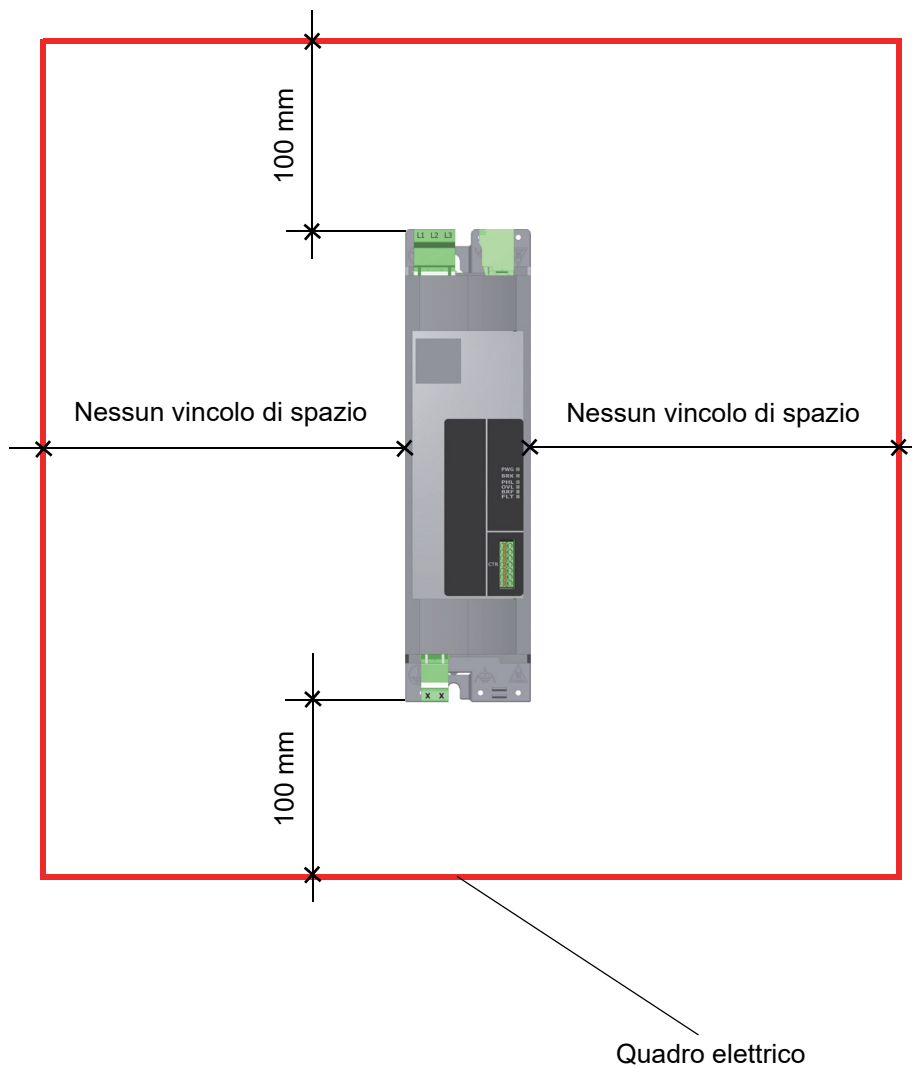 100 mm
L1 L2 L3
Nessun vincolo di spazio
Nessun vincolo di spazio
PWG
BRK
PHL
OVL
BRF
FLT
CTR
X X
100 mm
Quadro elettrico